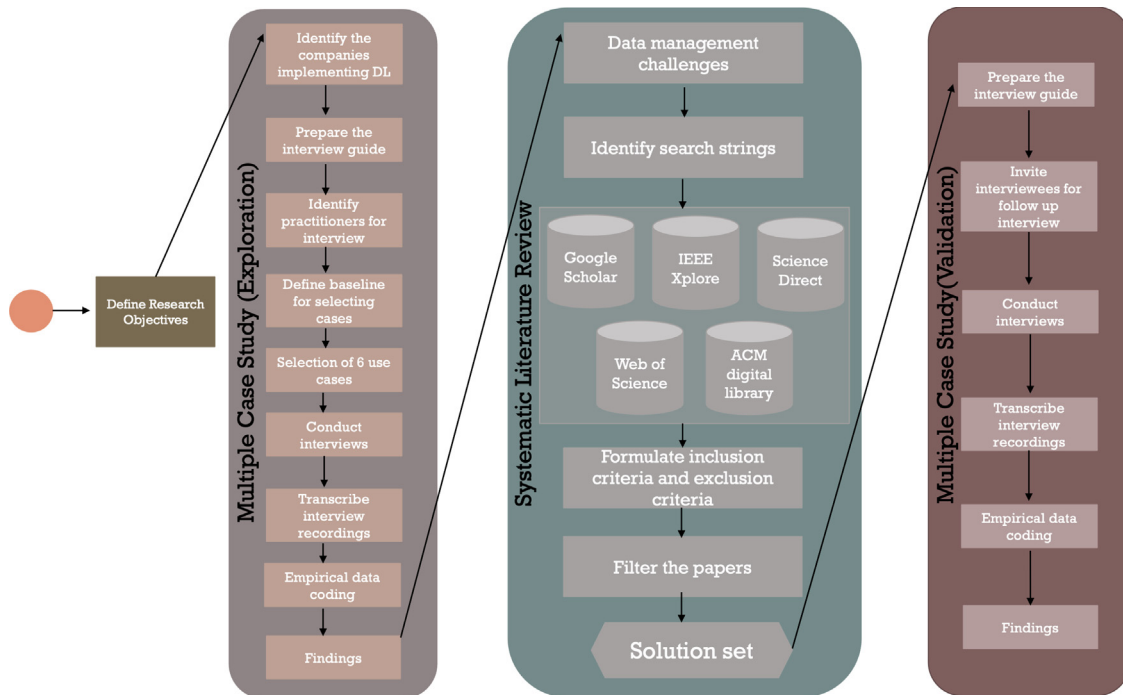 Define Research
Objectives
Multiple Case Study (Exploration)
Identify the
companies
implementing DL
Prepare the
interview guide
Identify
practitioners for
interview
Define baseline
for selecting
cases
Selection of 6 use
cases
Conduct
interviews
Transcribe
interview
recordings
Empirical data
coding
Findings
Systematic Literature Review
Data management
challenges
Identify search strings
Google
Scholar
IEEE
Xplore
Science
Direct
Web of
Science
ACM
digital
library
Formulate inclusion
criteria and exclusion
criteria
Filter the papers
Solution set
Multiple Case Study(Validation)
Prepare the
interview guide
Invite
interviewees for
follow up
interview
Conduct
interviews
Transcribe
interview
recordings
Empirical data
coding
Findings